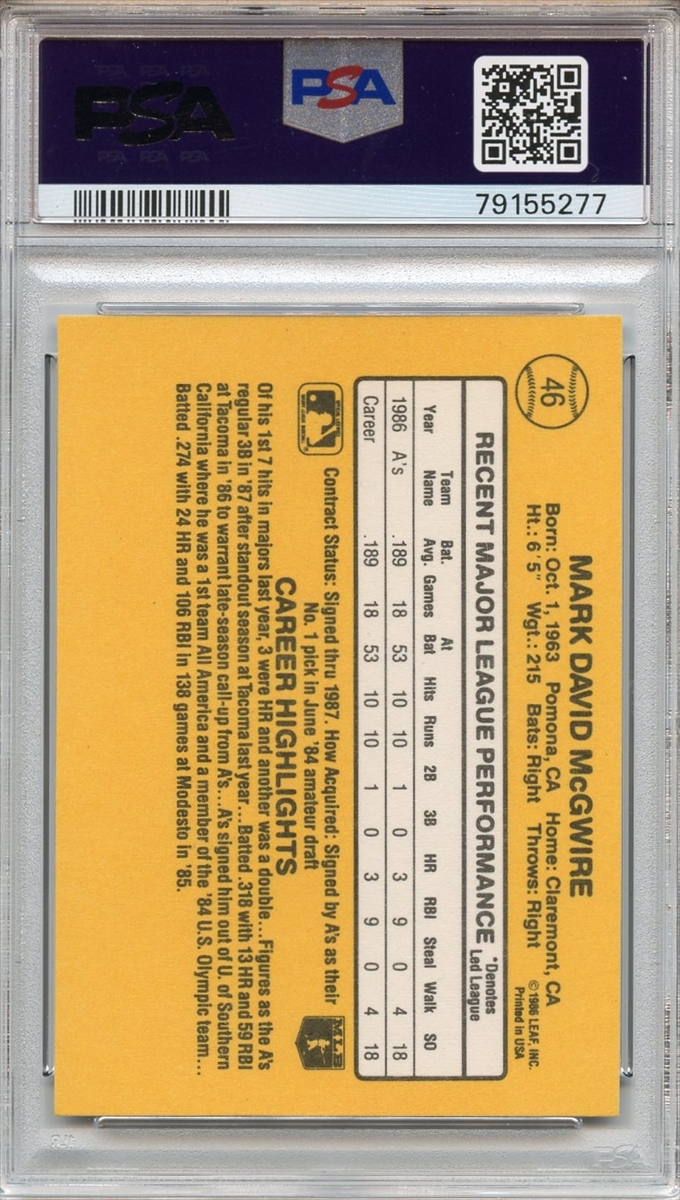 PSA PSA PSA
PSA
PSA PSA PSA
PSA
79155277
46
MARK DAVID McGWIRE
Born: Oct. 1, 1963 Pomona, CA Home: Claremont, CA
Ht.: 6'5" Wgt.: 215 Bats: Right Throws: Right
© 1986 LEAF, INC.
Printed in USA
RECENT MAJOR LEAGUE PERFORMANCE
*Denotes
Led League
Year Team Name Bat. Avg. Games At Bat Hits Runs 2B 3B HR RBI Steal Walk SO
1986 A's .189 18 53 10 10 1 0 3 9 0 4 18
Career .189 18 53 10 10 1 0 3 9 0 4 18
Contract Status: Signed thru 1987. How Acquired: Signed by A's as their
No. 1 pick in June '84 amateur draft
MLB
CAREER HIGHLIGHTS
Of his 1st 7 hits in majors last year, 3 were HR and another was a double...Figures as the A's
regular 3B in '87 after standout season at Tacoma last year...Batted .318 with 13 HR and 59 RBI
at Tacoma in '86 to warrant late-season call-up from A's...A's signed him out of U. of Southern
California where he was a 1st team All America and a member of the '84 U.S. Olympic team...
Batted .274 with 24 HR and 106 RBI in 138 games at Modesto in '85.
PSA